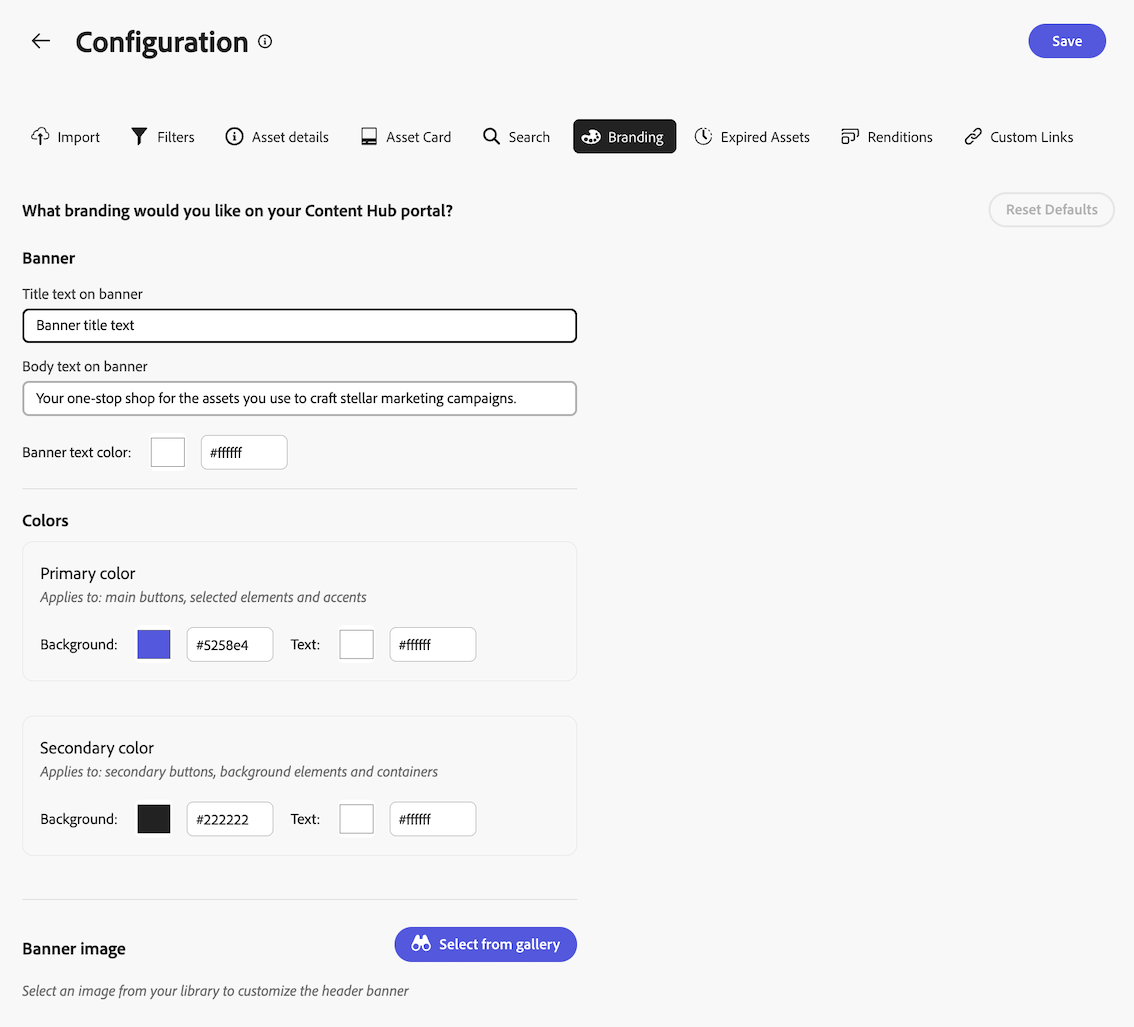 Configuration
Save
Import Filters Asset details Asset Card Search Branding Expired Assets Renditions Custom Links
What branding would you like on your Content Hub portal?
Reset Defaults
Banner
Title text on banner
Banner title text
Body text on banner
Your one-stop shop for the assets you use to craft stellar marketing campaigns.
Banner text color: #ffffff
Colors
Primary color
Applies to: main buttons, selected elements and accents
Background: #5258e4 Text: #ffffff
Secondary color
Applies to: secondary buttons, background elements and containers
Background: #222222 Text: #ffffff
Banner image
Select from gallery
Select an image from your library to customize the header banner